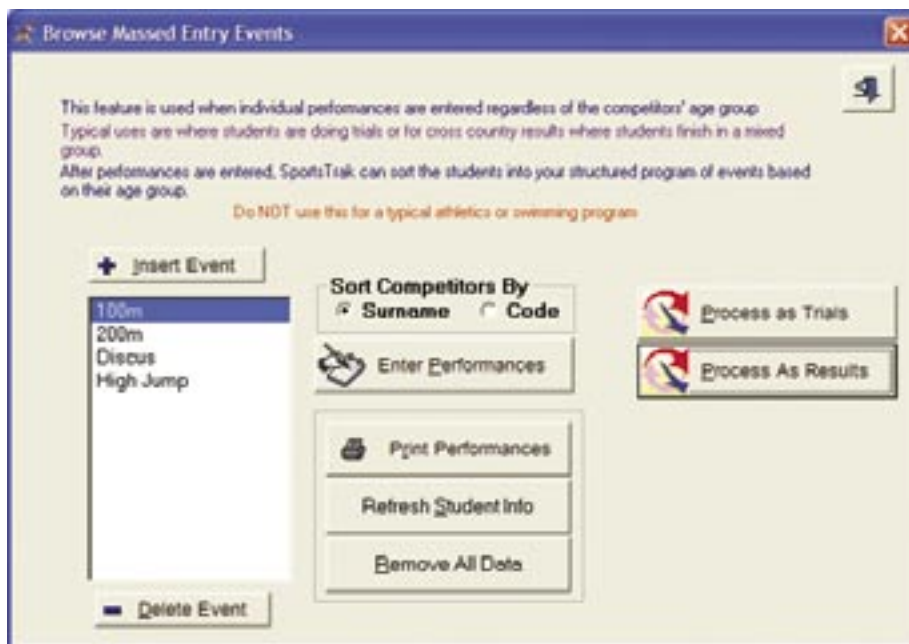 Browse Massed Entry Events
This feature is used when individual performances are entered regardless of the competitors' age group
Typical uses are where students are doing trials or for cross country results where students finish in a mixed
group.
After performances are entered, SportsTrak can sort the students into your structured program of events based
on their age group.
Do NOT use this for a typical athletics or swimming program
Insert Event
100m
200m
Discus
High Jump
Delete Event
Sort Competitors By
Surname Code
Enter Performances
Print Performances
Refresh Student Info
Remove All Data
Process as Trials
Process As Results